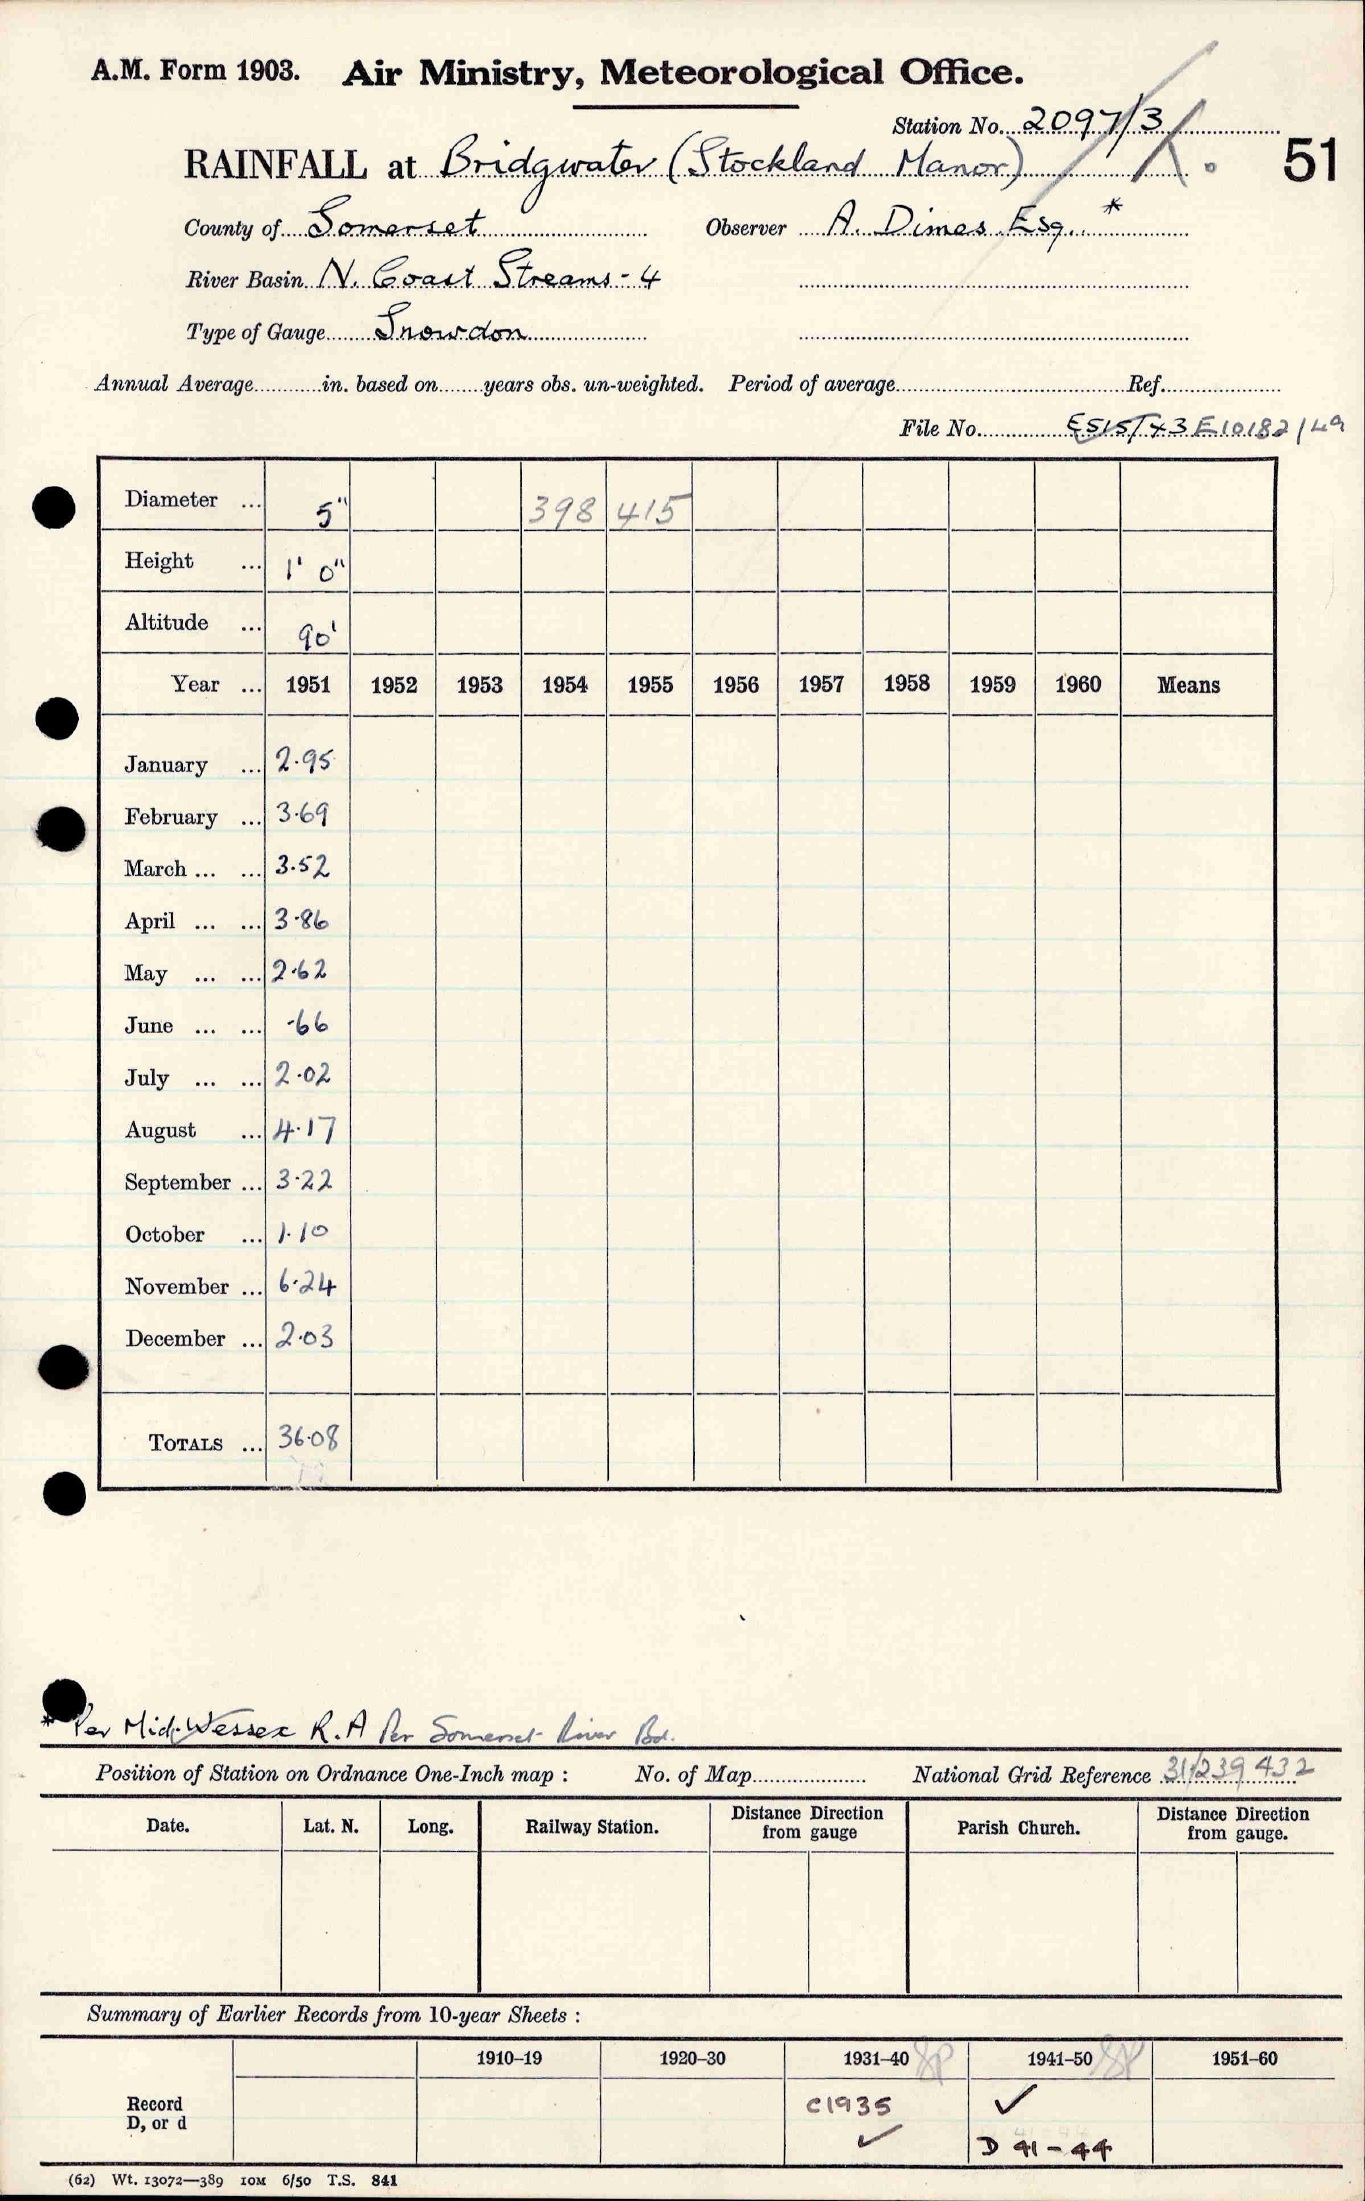 A.M. Form 1903. Air Ministry, Meteorological Office.
Station No. 2097/3
RAINFALL at Bridgwater (Stockland Manor)
51
County of Somerset Observer A. Dimes Esq. *
River Basin N. Coast Streams - 4
Type of Gauge Snowdon
Annual Average in. based on years obs. un-weighted. Period of average Ref.
File No. E515/43 E10182/49
Diameter ... 5" 398 415
Height ... 1' 0"
Altitude ... 90'
Year ... 1951 1952 1953 1954 1955 1956 1957 1958 1959 1960 Means
January ... 2.95
February ... 3.69
March ... ... 3.52
April ... ... 3.86
May ... ... 2.62
June ... ... .66
July ... ... 2.02
August ... 4.17
September ... 3.22
October ... 1.10
November ... 6.24
December ... 2.03
TOTALS ... 36.08
* Per Mid-Wessex R.A Per Somerset River Bd.
Position of Station on Ordnance One-Inch map : No. of Map National Grid Reference 31/239 432
Date. Lat. N. Long. Railway Station. Distance Direction from gauge Parish Church. Distance Direction from gauge.
Summary of Earlier Records from 10-year Sheets :
1910–19 1920–30 1931–40 1941–50 1951–60
Record C1935 ✓
D, or d ✓ D 41-44
(62) Wt. 13072—389 10M 6/50 T.S. 841